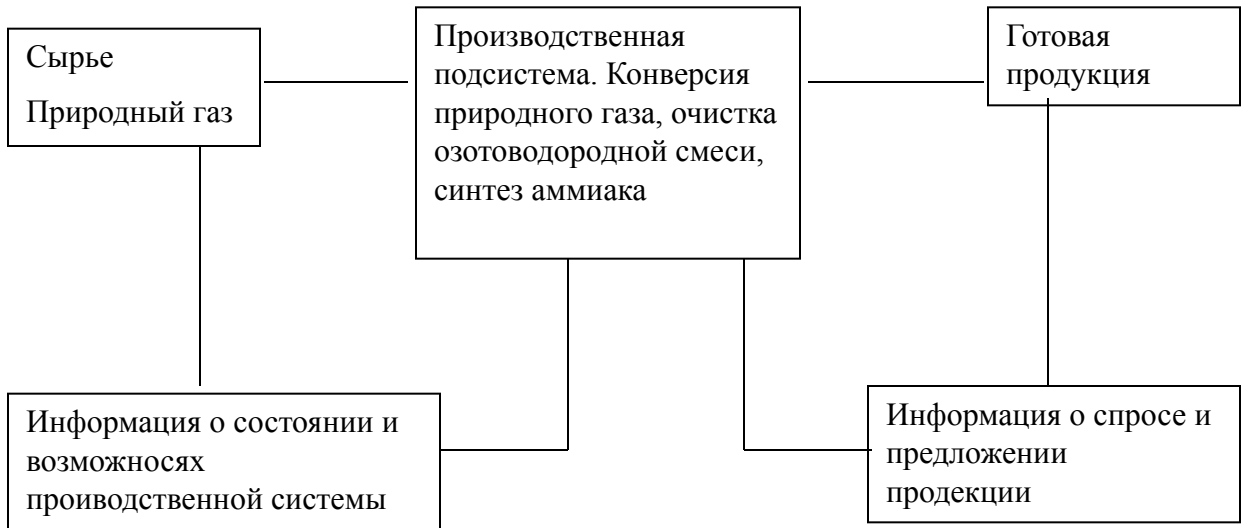 Сырье
Природный газ
Производственная
подсистема. Конверсия
природного газа, очистка
озотоводородной смеси,
синтез аммиака
Готовая
продукция
Информация о состоянии и
возможносях
проиводственной системы
Информация о спросе и
предложении
продекции